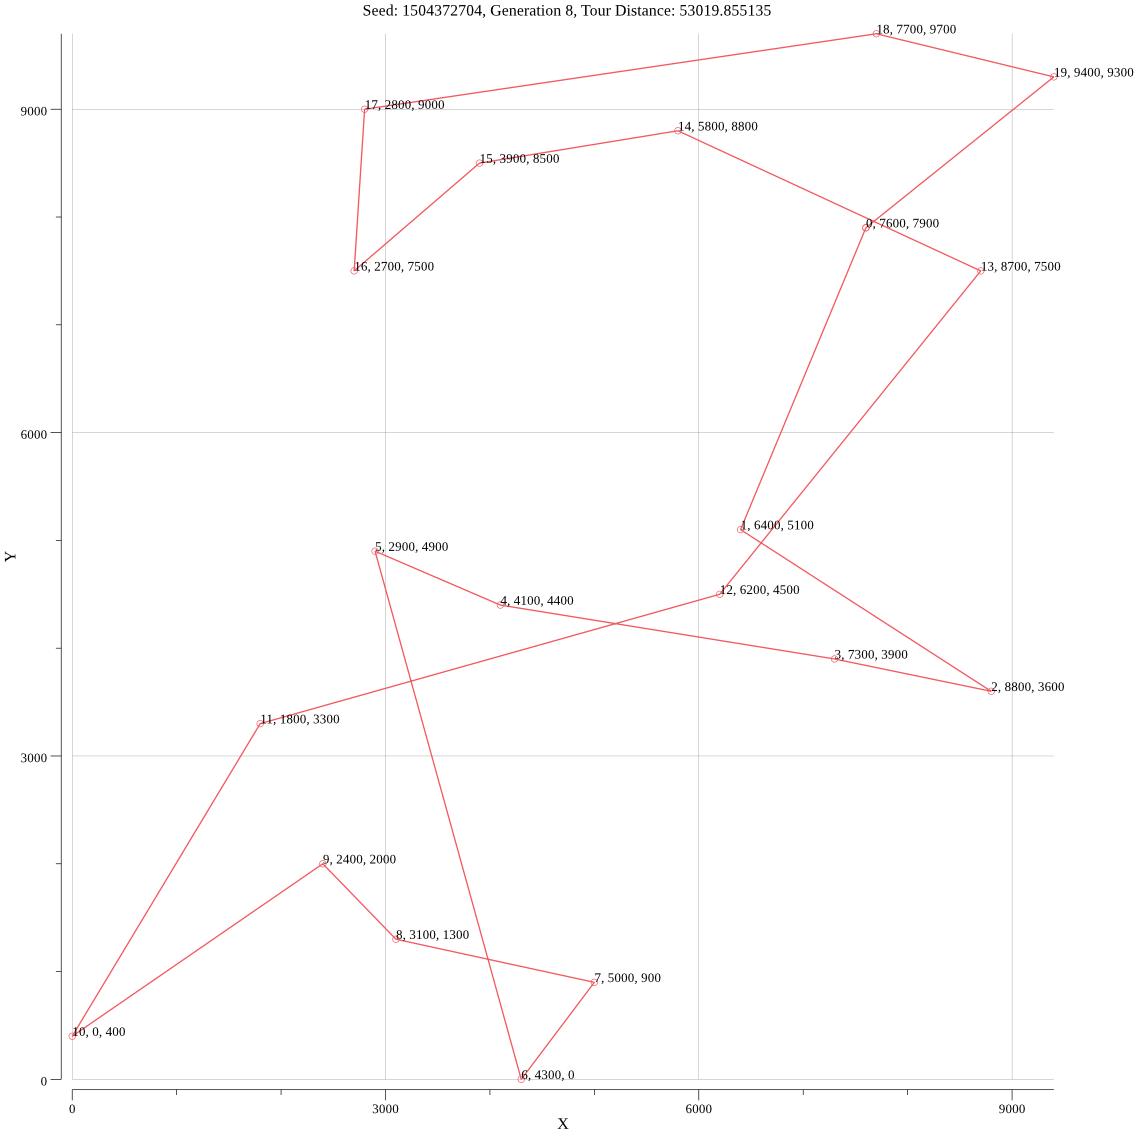 Seed: 1504372704, Generation 8, Tour Distance: 53019.855135
18, 7700, 9700
19, 9400, 9300
17, 2800, 9000
9000
14, 5800, 8800
15, 3900, 8500
0, 7600, 7900
16, 2700, 7500
13, 8700, 7500
6000
1, 6400, 5100
5, 2900, 4900
Y
12, 6200, 4500
4, 4100, 4400
3, 7300, 3900
2, 8800, 3600
11, 1800, 3300
3000
9, 2400, 2000
8, 3100, 1300
7, 5000, 900
10, 0, 400
6, 4300, 0
0
0 3000 6000 9000
X